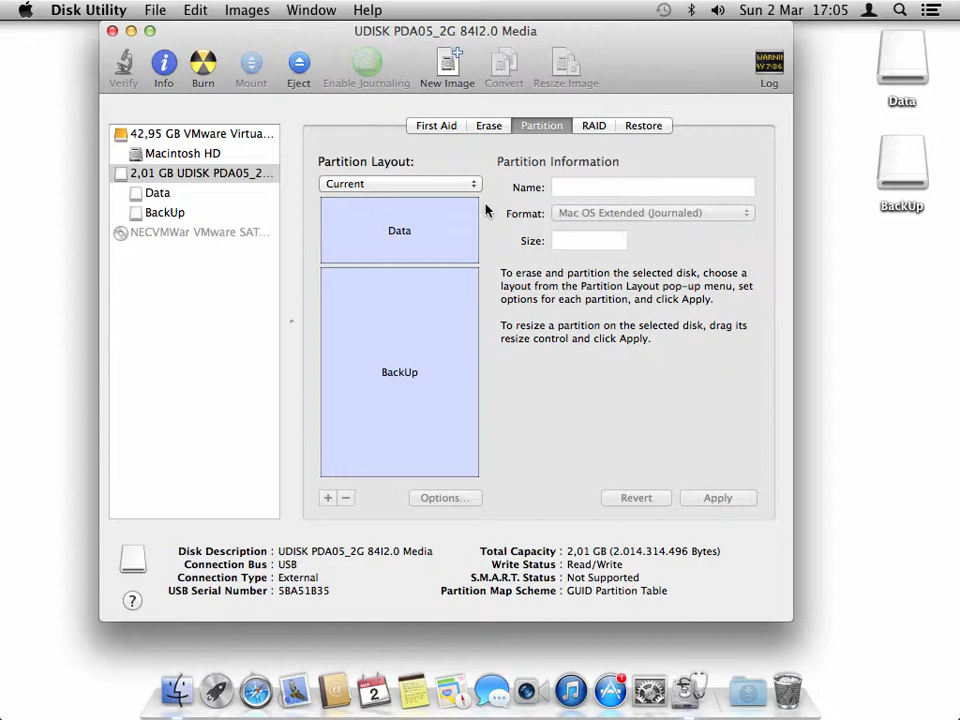 Disk Utility File Edit Images Window Help Sun 2 Mar 17:05
UDISK PDA05_2G 84I2.0 Media
Verify Info Burn Mount Eject Enable Journaling New Image Convert Resize Image Log
WARNIN
AY 7:36
Data
BackUp
42,95 GB VMware Virtua...
Macintosh HD
2,01 GB UDISK PDA05_2...
Data
BackUp
NECVMWar VMware SAT...
First Aid Erase Partition RAID Restore
Partition Layout:
Current
Data
BackUp
+ − Options...
Partition Information
Name:
Format: Mac OS Extended (Journaled)
Size:
To erase and partition the selected disk, choose a
layout from the Partition Layout pop-up menu, set
options for each partition, and click Apply.
To resize a partition on the selected disk, drag its
resize control and click Apply.
Revert Apply
Disk Description : UDISK PDA05_2G 84I2.0 Media
Connection Bus : USB
Connection Type : External
USB Serial Number : 5BA51B35
Total Capacity : 2,01 GB (2.014.314.496 Bytes)
Write Status : Read/Write
S.M.A.R.T. Status : Not Supported
Partition Map Scheme : GUID Partition Table
?
MAR
2
1